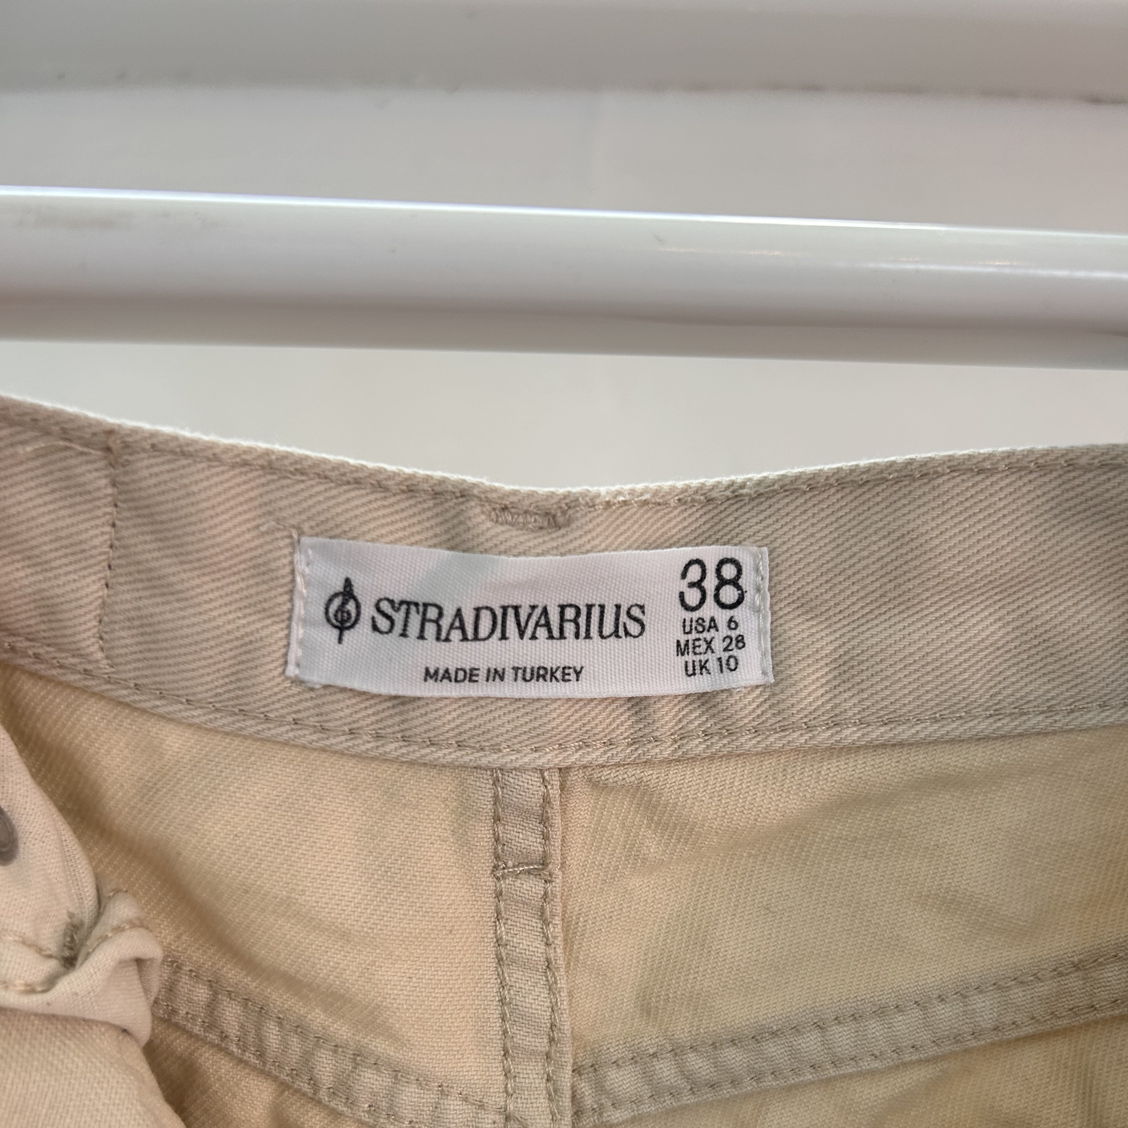 STRADIVARIUS
MADE IN TURKEY
38
USA 6
MEX 28
UK 10